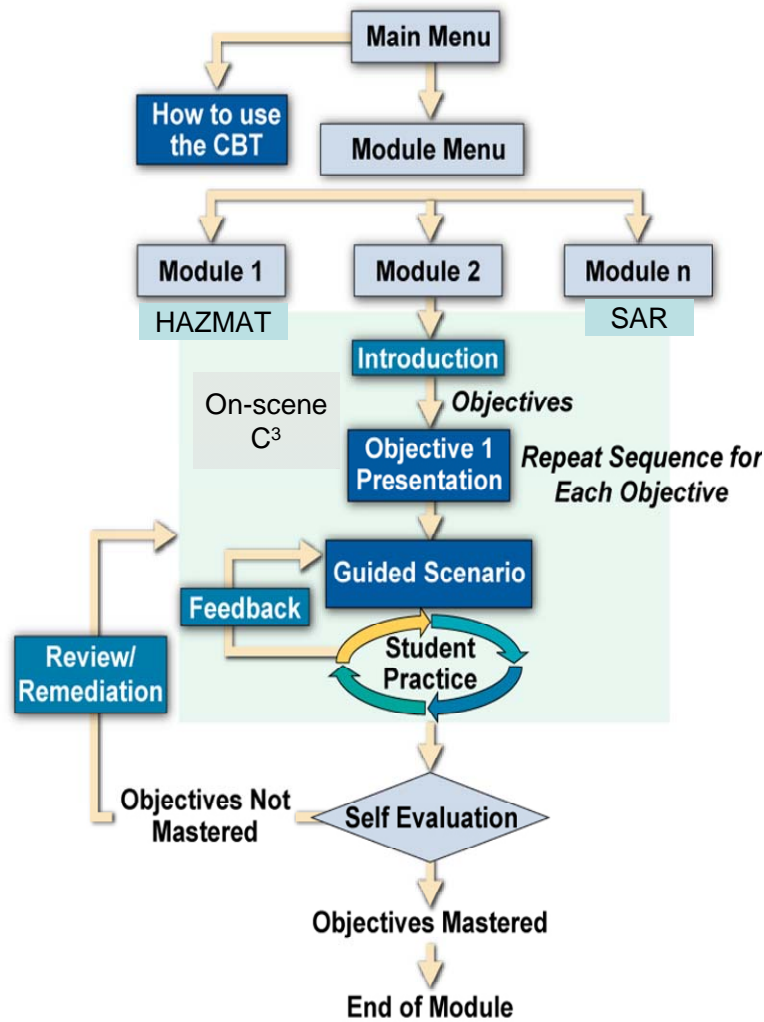 Main Menu
How to use
the CBT
Module Menu
Module 1
Module 2
Module n
HAZMAT
SAR
Introduction
On-scene
C³
Objectives
Objective 1
Presentation
Repeat Sequence for
Each Objective
Guided Scenario
Feedback
Student
Practice
Review/
Remediation
Objectives Not
Mastered
Self Evaluation
Objectives Mastered
End of Module